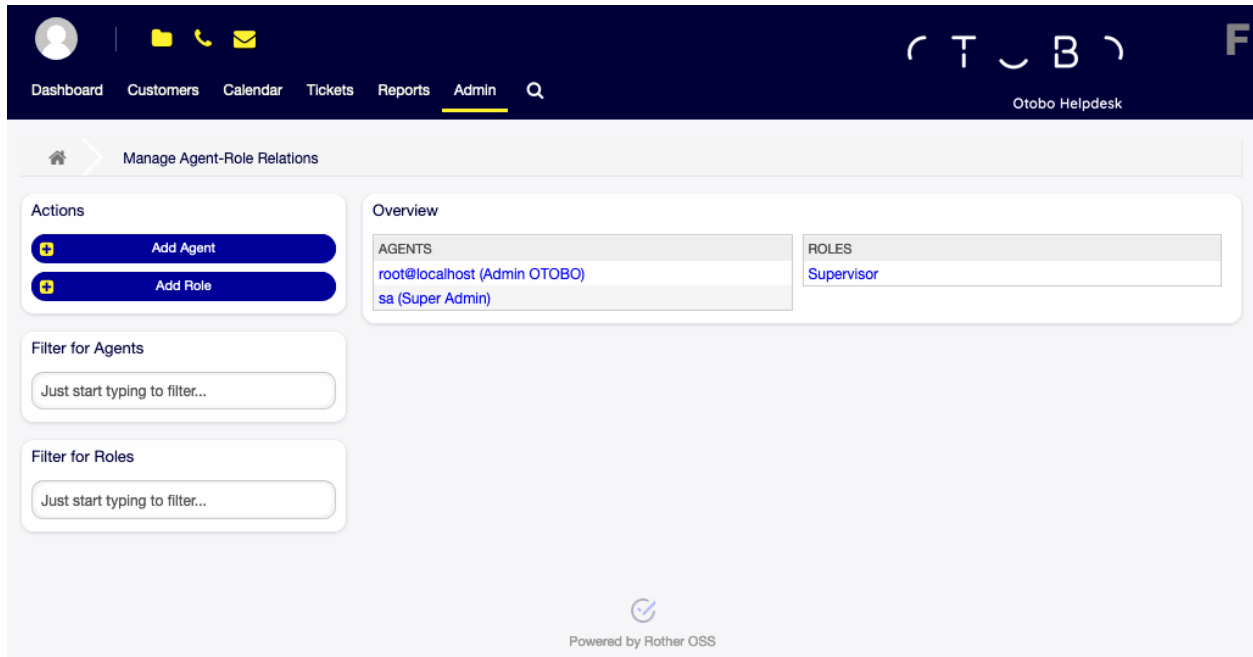 OTOBO
F
Dashboard Customers Calendar Tickets Reports Admin
Otobo Helpdesk
Manage Agent-Role Relations
Actions
Add Agent
Add Role
Filter for Agents
Just start typing to filter...
Filter for Roles
Just start typing to filter...
Overview
AGENTS
root@localhost (Admin OTOBO)
sa (Super Admin)
ROLES
Supervisor
Powered by Rother OSS